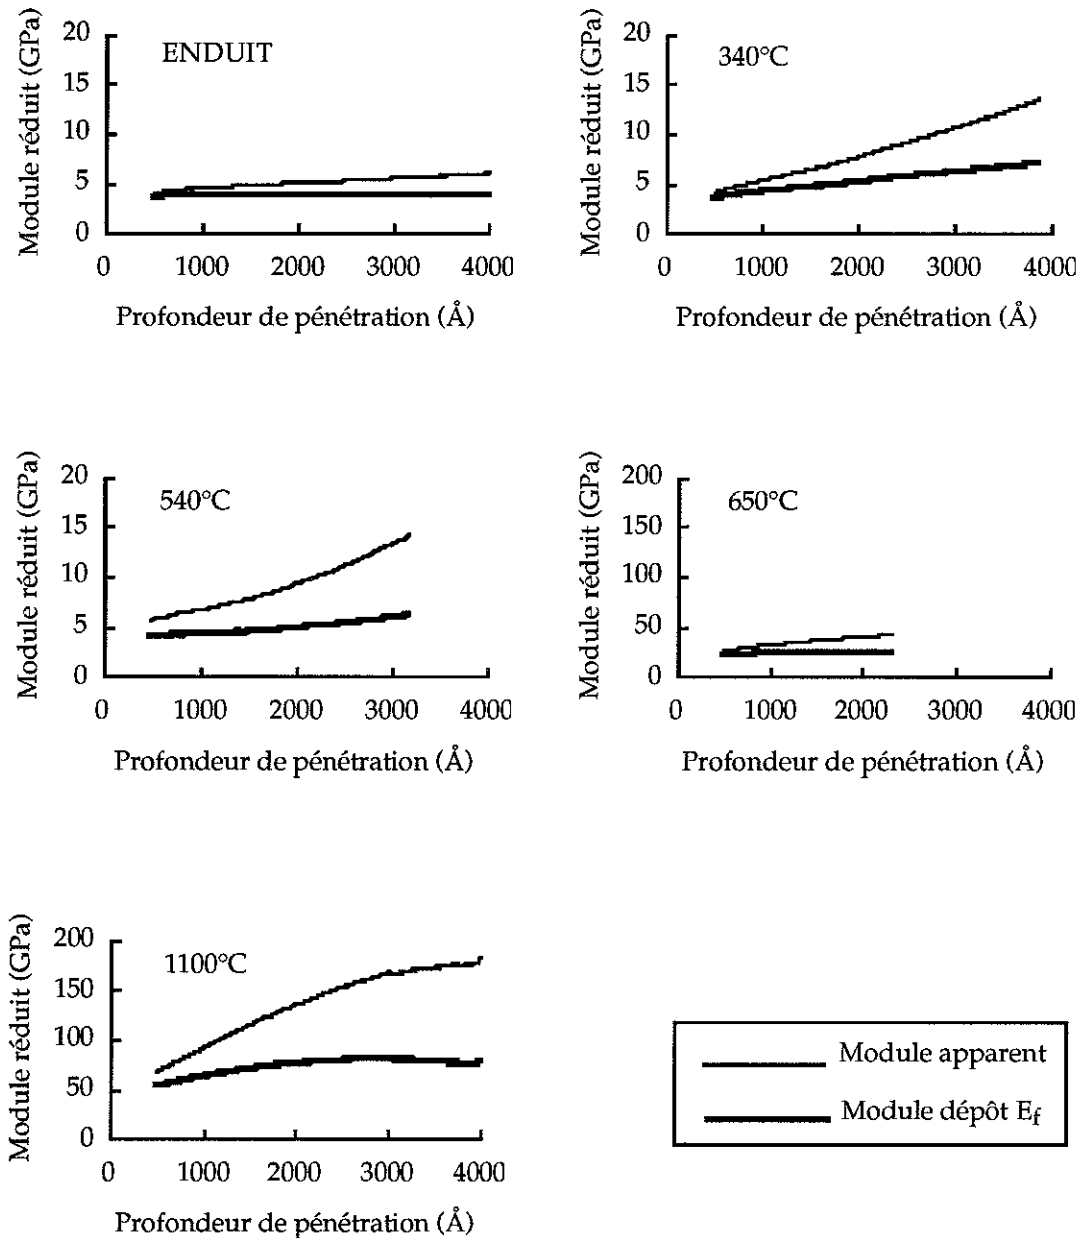 Module réduit (GPa)
20
15
10
5
0
ENDUIT
0 1000 2000 3000 4000
Profondeur de pénétration (Å)
Module réduit (GPa)
20
15
10
5
0
340°C
0 1000 2000 3000 4000
Profondeur de pénétration (Å)
Module réduit (GPa)
20
15
10
5
0
540°C
0 1000 2000 3000 4000
Profondeur de pénétration (Å)
Module réduit (GPa)
200
150
100
50
0
650°C
0 1000 2000 3000 4000
Profondeur de pénétration (Å)
Module réduit (GPa)
200
150
100
50
0
1100°C
0 1000 2000 3000 4000
Profondeur de pénétration (Å)
Module apparent
Module dépôt Ef